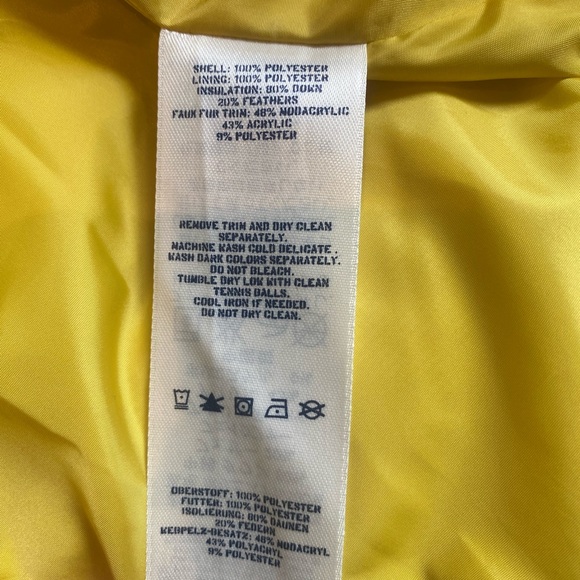 SHELL: 100% POLYESTER
LINING: 100% POLYESTER
INSULATION: 80% DOWN
20% FEATHERS
FAUX FUR TRIM: 48% MODACRYLIC
43% ACRYLIC
9% POLYESTER
REMOVE TRIM AND DRY CLEAN
SEPARATELY.
MACHINE WASH COLD DELICATE.
WASH DARK COLORS SEPARATELY.
DO NOT BLEACH.
TUMBLE DRY LOW WITH CLEAN
TENNIS BALLS.
COOL IRON IF NEEDED.
DO NOT DRY CLEAN.
OBERSTOFF: 100% POLYESTER
FUTTER: 100% POLYESTER
ISOLIERUNG: 80% DAUNEN
20% FEDERN
WEBPELZ-BESATZ: 48% MODACRYL
43% POLYACRYL
9% POLYESTER